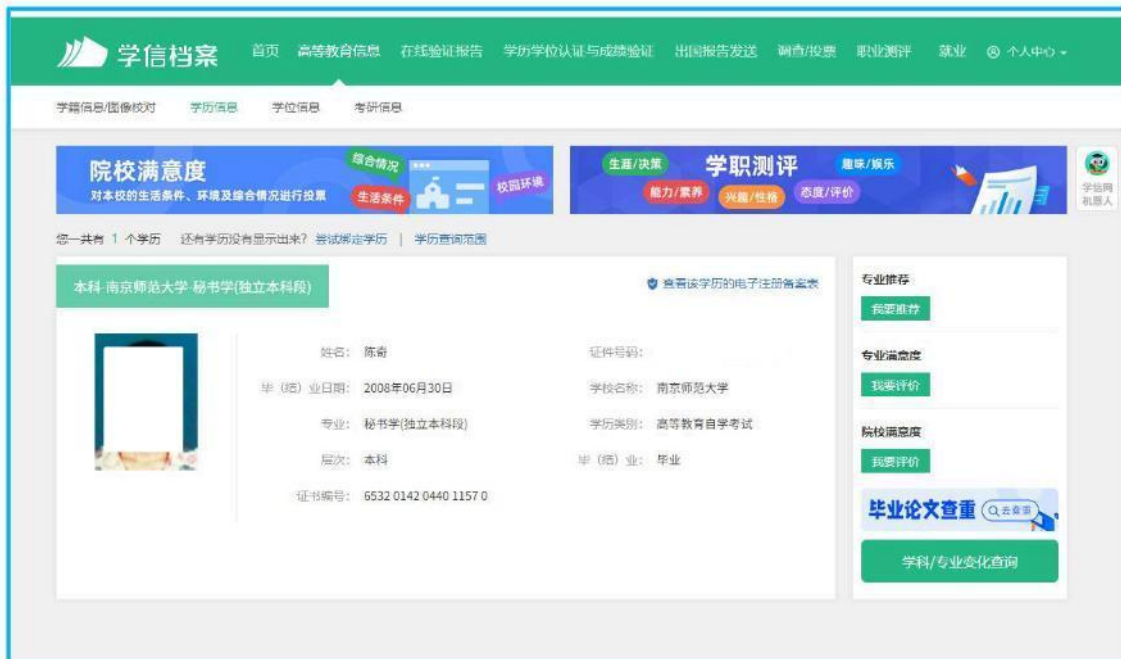 学信档案 首页 高等教育信息 在线验证报告 学历学位认证与成绩验证 出国报告发送 调查/投票 职业测评 就业 个人中心
学籍信息/图像校对 学历信息 学位信息 考研信息
院校满意度
对本校的生活条件、环境及综合情况进行投票
综合情况
生活条件
校园环境
生涯/决策
学职测评
趣味/娱乐
能力/素养
兴趣/性格
态度/评价
学信网
机器人
您一共有 1 个学历 还有学历没有显示出来? 尝试绑定学历 | 学历查询范围
本科-南京师范大学-秘书学(独立本科段)
查看该学历的电子注册备案表
姓名: 陈奇
证件号码:
毕（结）业日期: 2008年06月30日
学校名称: 南京师范大学
专业: 秘书学(独立本科段)
学历类别: 高等教育自学考试
层次: 本科
毕（结）业: 毕业
证书编号: 6532 0142 0440 1157 0
专业推荐
我要推荐
专业满意度
我要评价
院校满意度
我要评价
毕业论文查重 去查重
学科/专业变化查询